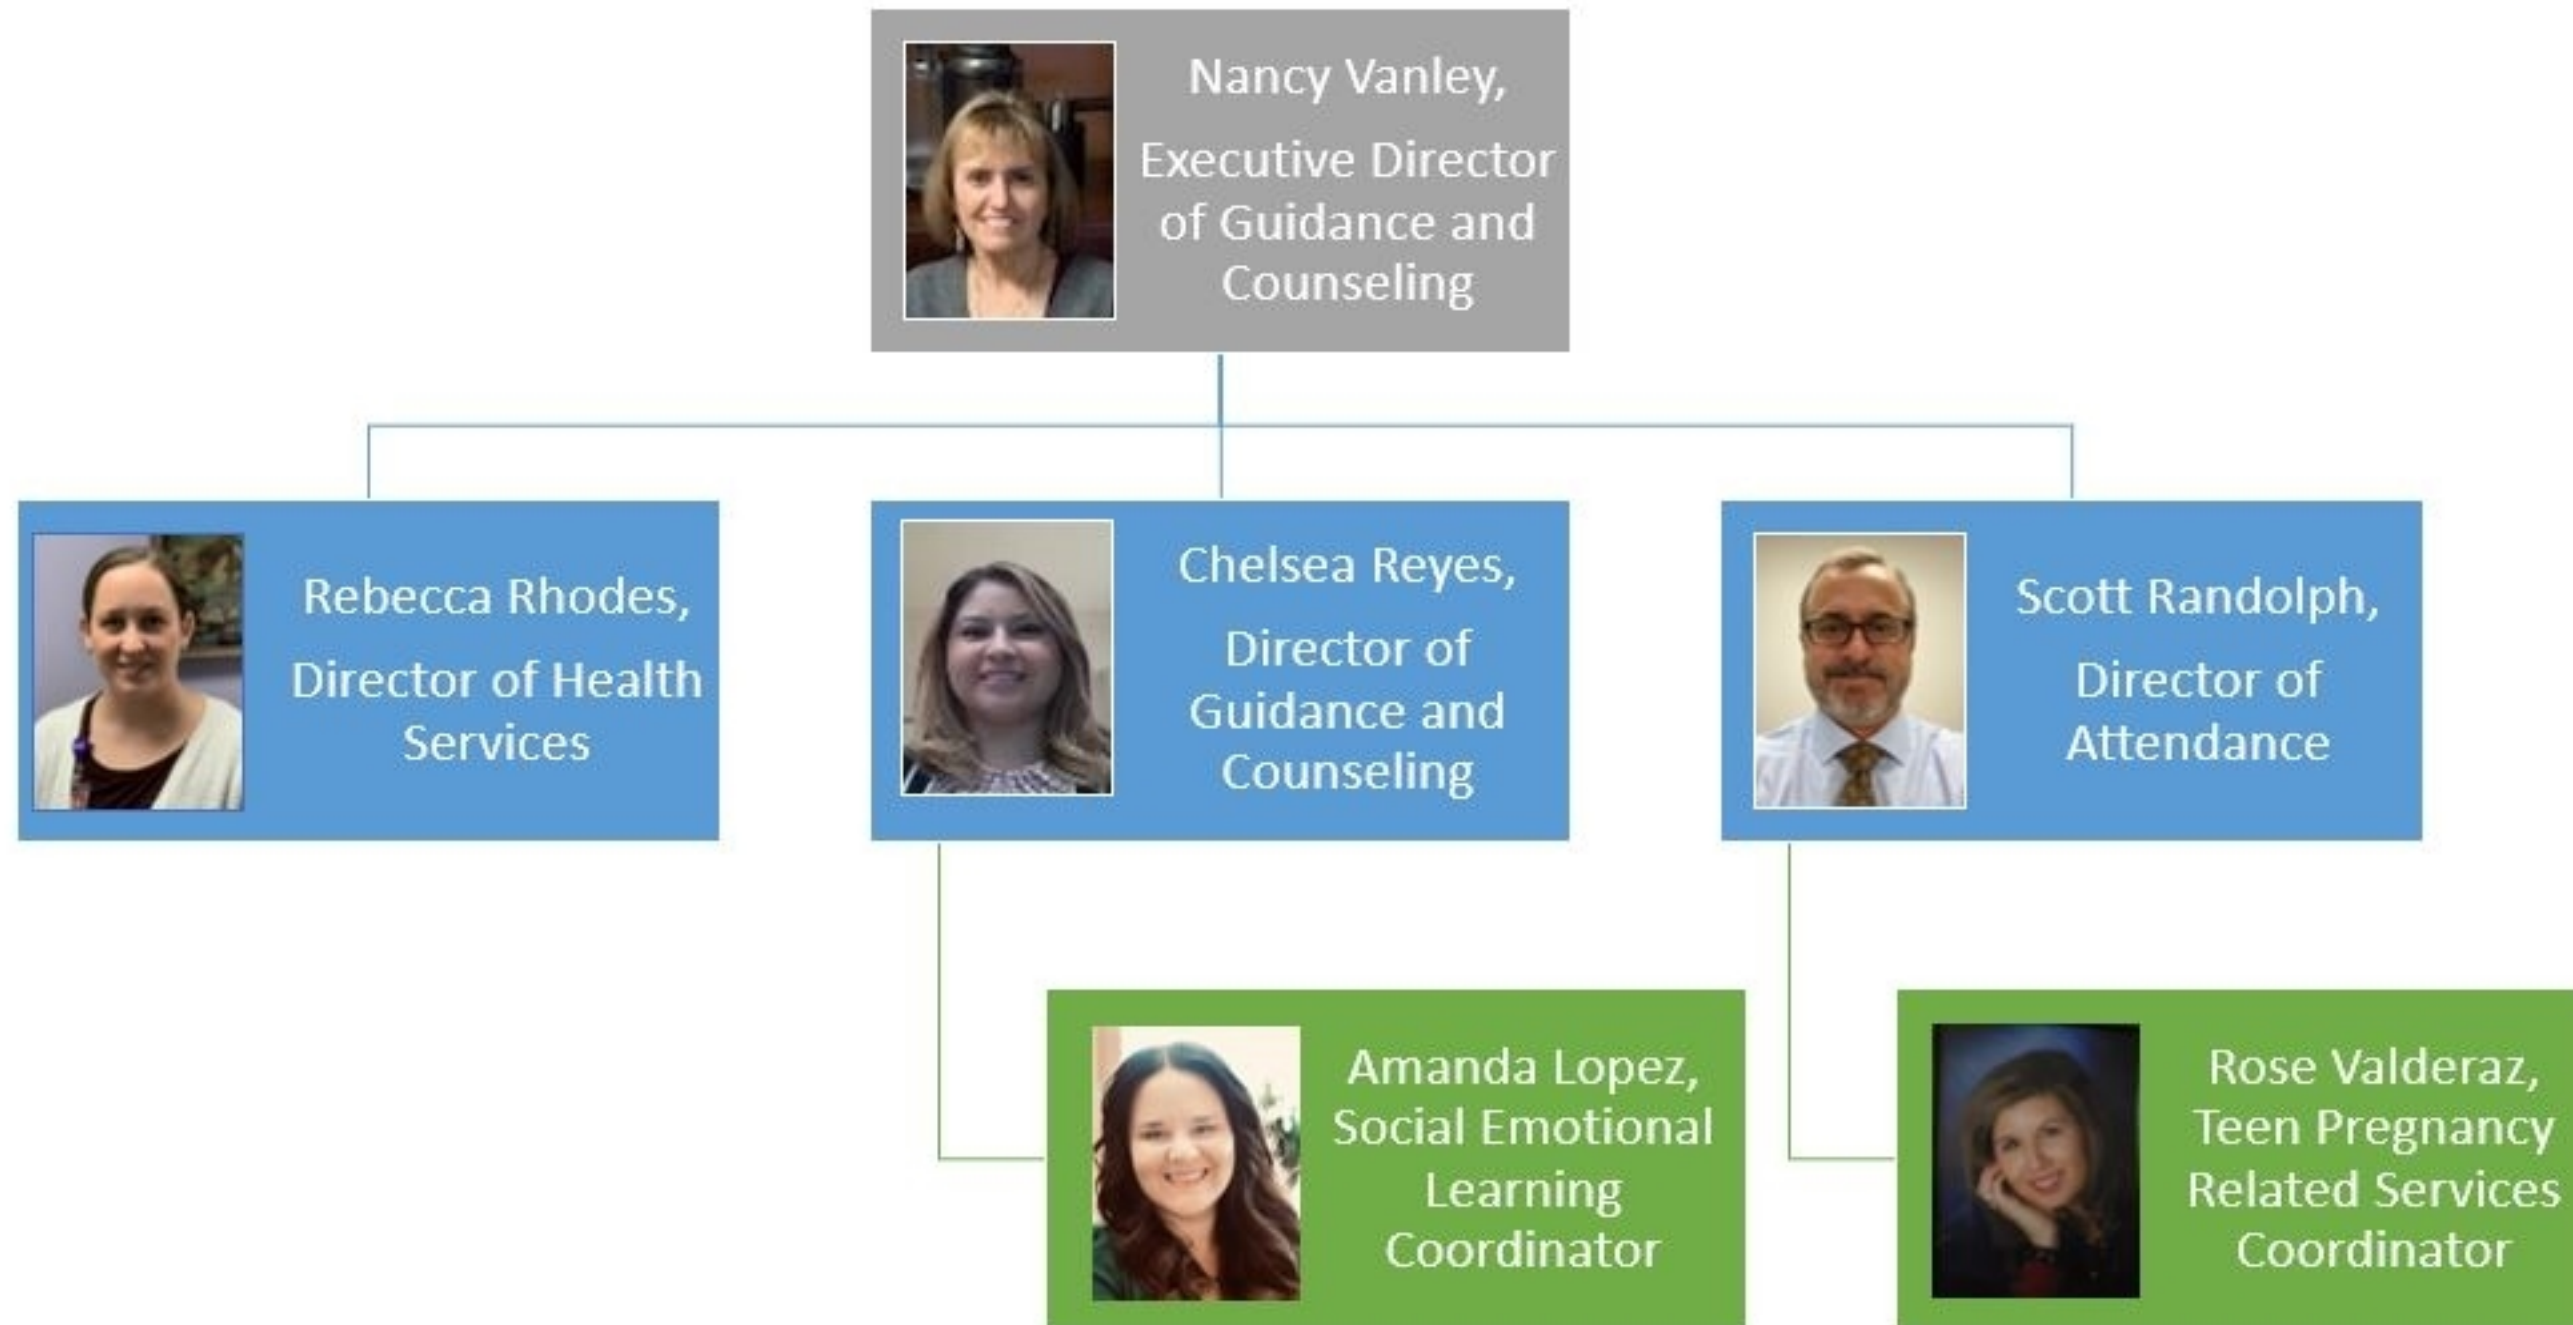 Nancy Vanley,
Executive Director
of Guidance and
Counseling
Rebecca Rhodes,
Director of Health
Services
Chelsea Reyes,
Director of
Guidance and
Counseling
Scott Randolph,
Director of
Attendance
Amanda Lopez,
Social Emotional
Learning
Coordinator
Rose Valderaz,
Teen Pregnancy
Related Services
Coordinator